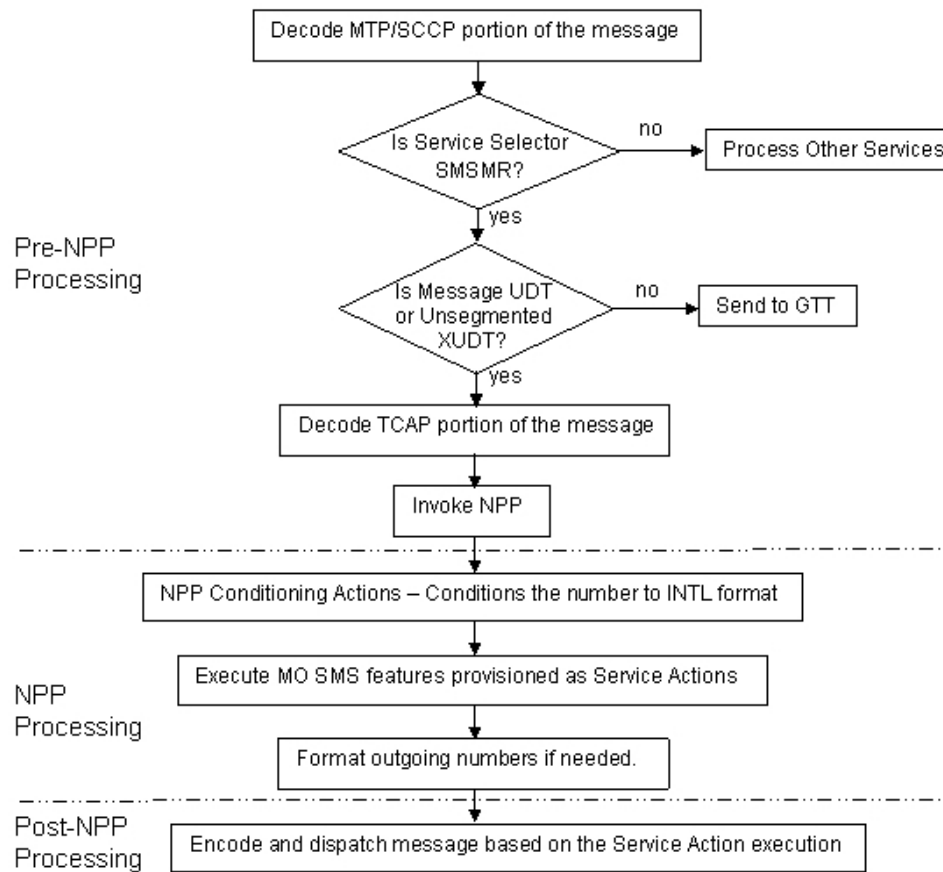 Decode MTP/SCCP portion of the message
Is Service Selector
SMSMR?
no
Process Other Services
yes
Pre-NPP
Processing
Is Message UDT
or Unsegmented
XUDT?
no
Send to GTT
yes
Decode TCAP portion of the message
Invoke NPP
NPP Conditioning Actions – Conditions the number to INTL format
Execute MO SMS features provisioned as Service Actions
NPP
Processing
Format outgoing numbers if needed.
Post-NPP
Processing
Encode and dispatch message based on the Service Action execution